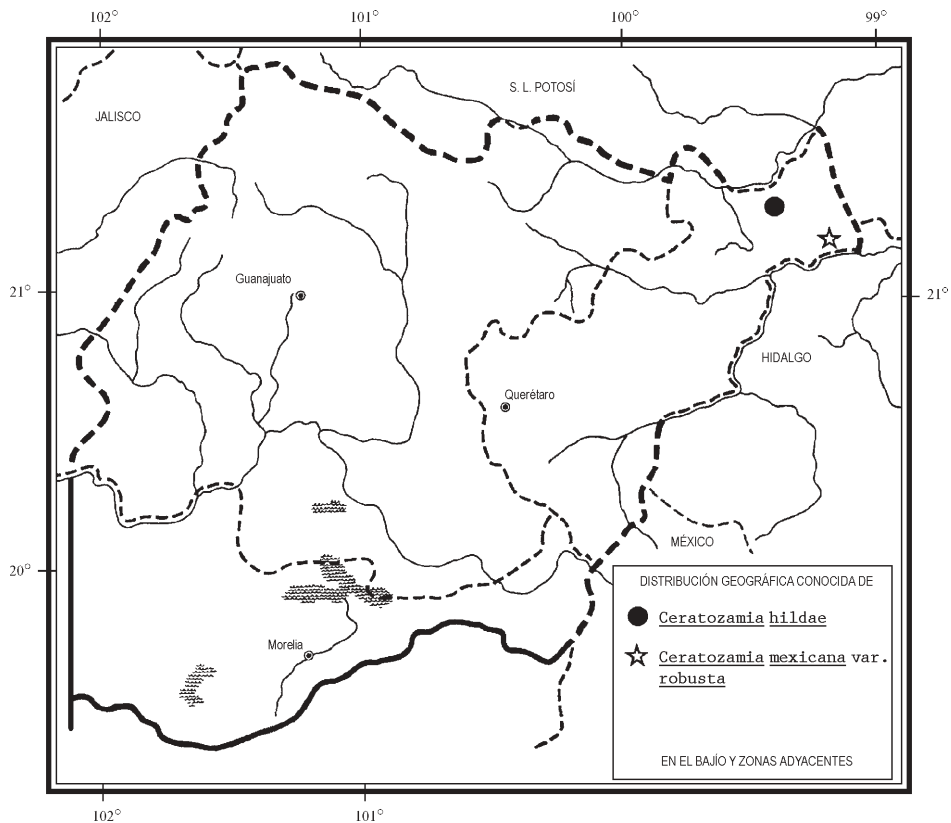 102° 101° 100° 99°
S. L. POTOSÍ
JALISCO
Guanajuato
21° 21°
HIDALGO
Querétaro
MÉXICO
20°
DISTRIBUCIÓN GEOGRÁFICA CONOCIDA DE
Ceratozamia hildae
Ceratozamia mexicana var.
robusta
Morelia
EN EL BAJÍO Y ZONAS ADYACENTES
102° 101°